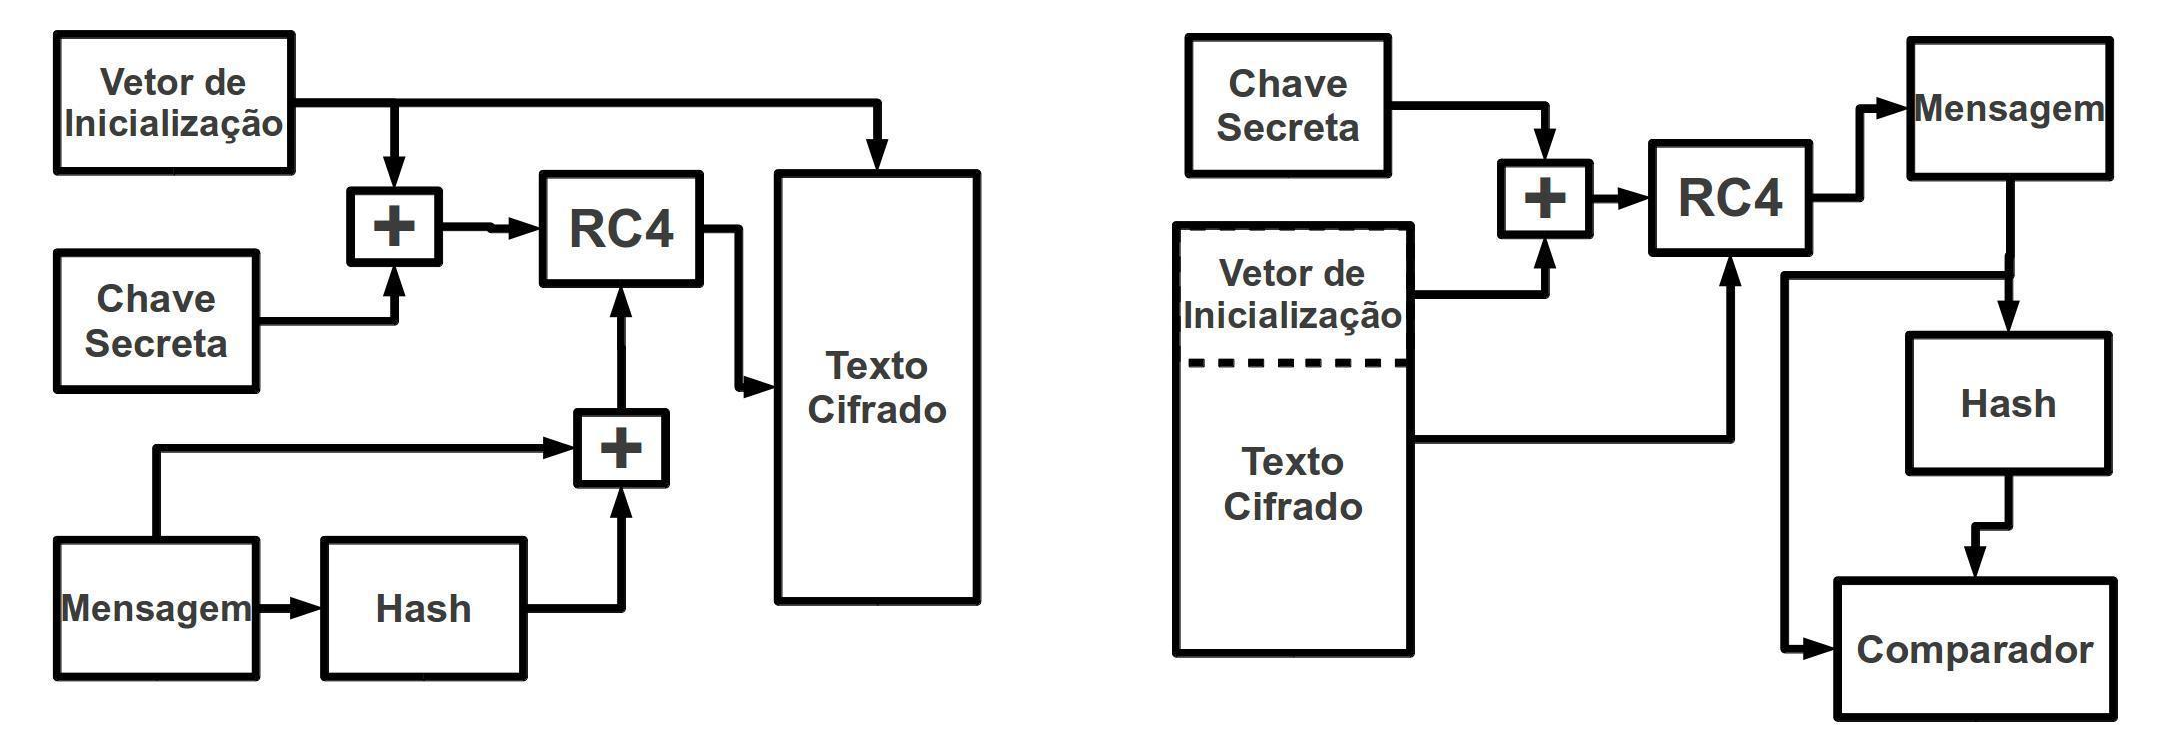 Vetor de
Inicialização
+
RC4
Chave
Secreta
Texto
Cifrado
+
Mensagem
Hash
Chave
Secreta
Mensagem
+
RC4
Vetor de
Inicialização
Texto
Cifrado
Hash
Comparador